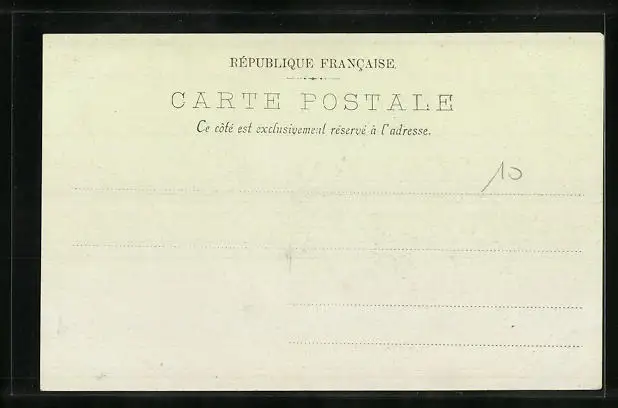 RÉPUBLIQUE FRANÇAISE.
CARTE POSTALE
Ce côté est exclusivement réservé à l'adresse.
10